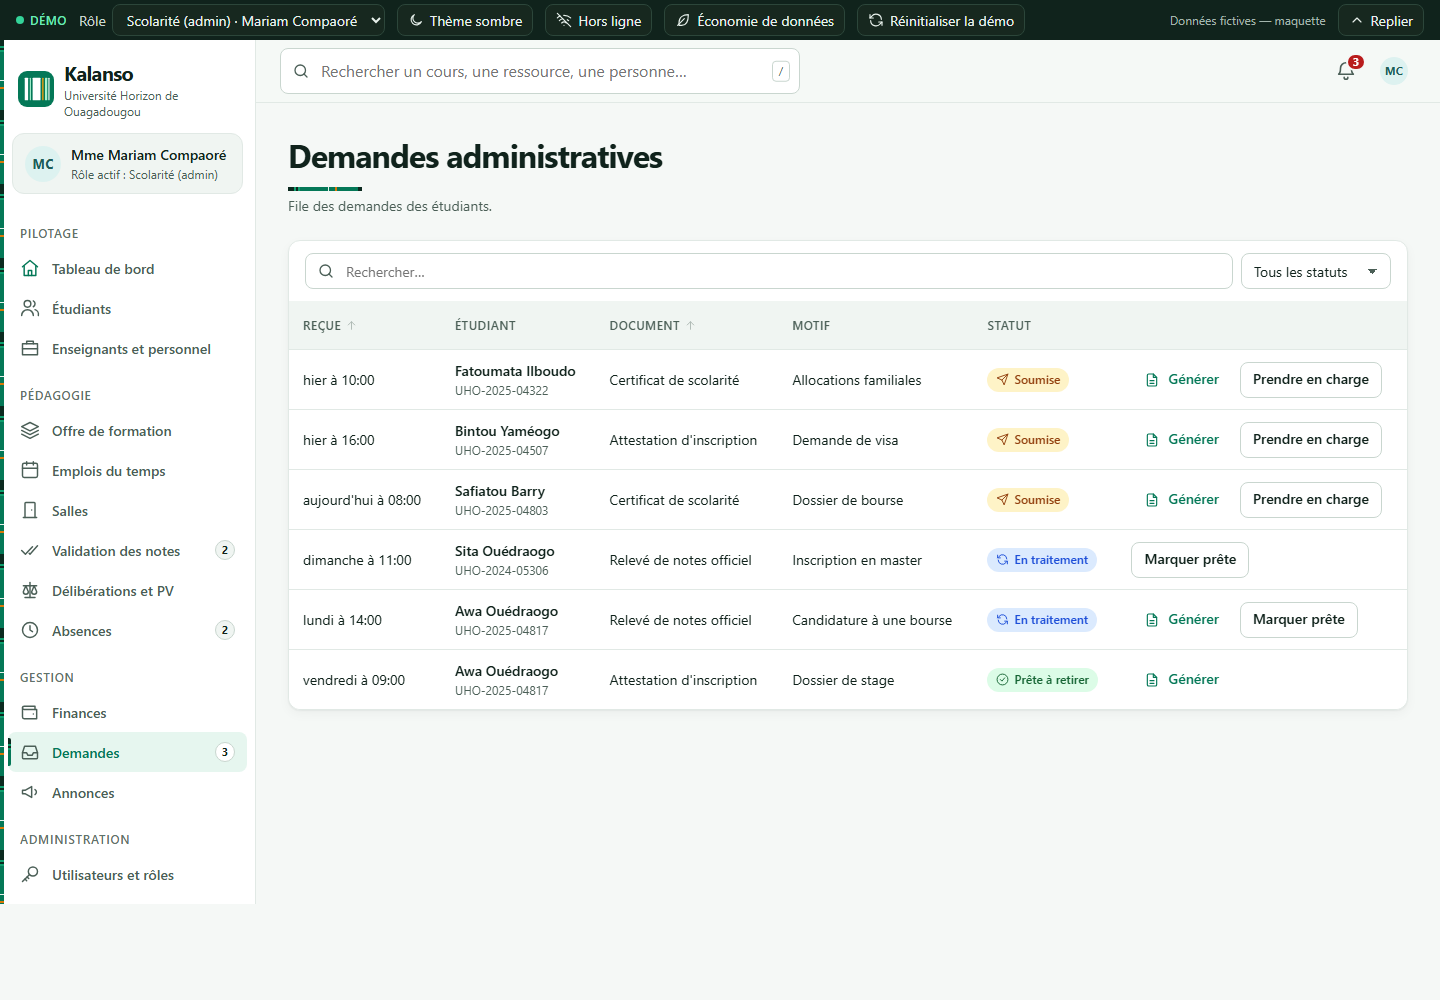 DÉMO Rôle Scolarité (admin) · Mariam Compaoré Thème sombre Hors ligne Économie de données Réinitialiser la démo Données fictives — maquette Replier
Kalanso
Université Horizon de
Ouagadougou
MC
Mme Mariam Compaoré
Rôle actif : Scolarité (admin)
PILOTAGE
Tableau de bord
Étudiants
Enseignants et personnel
PÉDAGOGIE
Offre de formation
Emplois du temps
Salles
Validation des notes 2
Délibérations et PV
Absences 2
GESTION
Finances
Demandes 3
Annonces
ADMINISTRATION
Utilisateurs et rôles
Rechercher un cours, une ressource, une personne… /
3
MC
Demandes administratives
File des demandes des étudiants.
Rechercher… Tous les statuts
REÇUE ↑ ÉTUDIANT DOCUMENT ↑ MOTIF STATUT
hier à 10:00 Fatoumata Ilboudo Certificat de scolarité Allocations familiales Soumise Générer Prendre en charge
UHO-2025-04322
hier à 16:00 Bintou Yaméogo Attestation d'inscription Demande de visa Soumise Générer Prendre en charge
UHO-2025-04507
aujourd'hui à 08:00 Safiatou Barry Certificat de scolarité Dossier de bourse Soumise Générer Prendre en charge
UHO-2025-04803
dimanche à 11:00 Sita Ouédraogo Relevé de notes officiel Inscription en master En traitement Marquer prête
UHO-2024-05306
lundi à 14:00 Awa Ouédraogo Relevé de notes officiel Candidature à une bourse En traitement Générer Marquer prête
UHO-2025-04817
vendredi à 09:00 Awa Ouédraogo Attestation d'inscription Dossier de stage Prête à retirer Générer
UHO-2025-04817